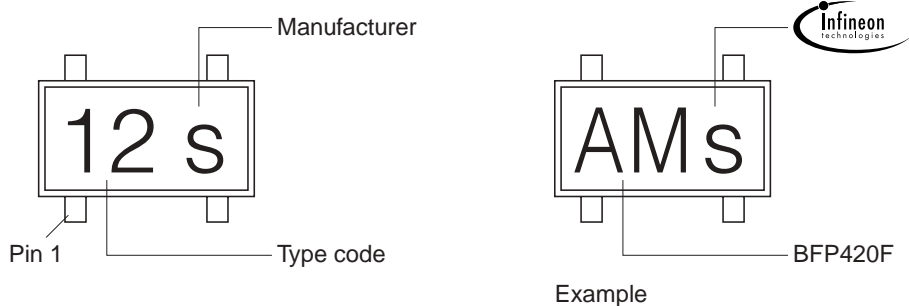 Manufacturer
12 s
Pin 1
Type code
Infineon
technologies
AMs
BFP420F
Example